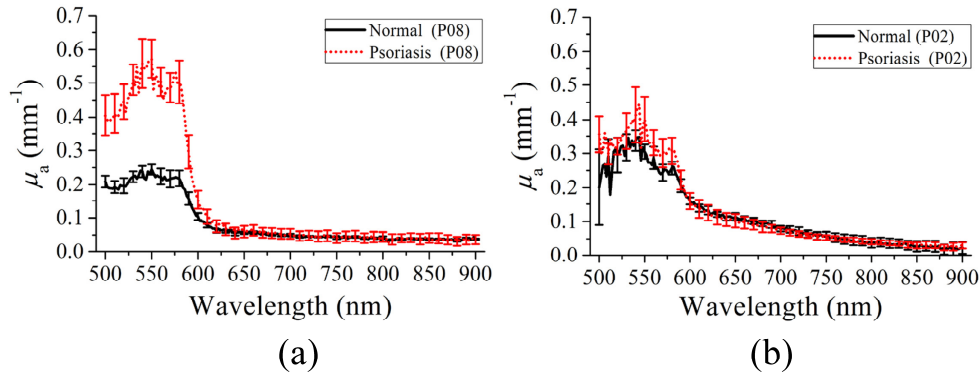 0.7
0.6
0.5
0.4
0.3
0.2
0.1
0.0
μa (mm-1)
500 550 600 650 700 750 800 850 900
Wavelength (nm)
Normal (P08)
Psoriasis (P08)
(a)
0.7
0.6
0.5
0.4
0.3
0.2
0.1
0.0
μa (mm-1)
500 550 600 650 700 750 800 850 900
Wavelength (nm)
Normal (P02)
Psoriasis (P02)
(b)